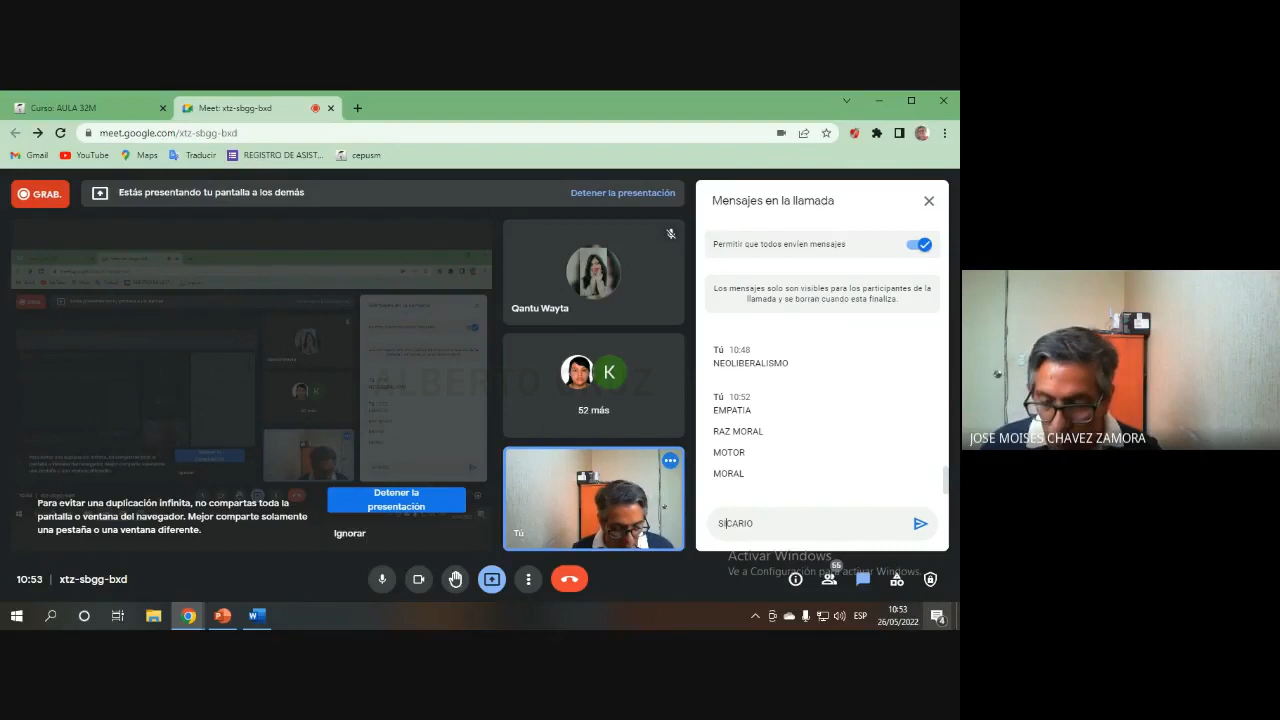 Curso: AULA 32M
Meet: xtz-sbgg-bxd
meet.google.com/xtz-sbgg-bxd
Gmail
YouTube
Maps
Traducir
REGISTRO DE ASIST...
cepusm
GRAB.
Estás presentando tu pantalla a los demás
Detener la presentación
Qantu Wayta
K
52 más
Tú
Para evitar una duplicación infinita, no compartas toda la
pantalla o ventana del navegador. Mejor comparte solamente
una pestaña o una ventana diferente.
Detener la
presentación
Ignorar
Mensajes en la llamada
Permitir que todos envíen mensajes
Los mensajes solo son visibles para los participantes de la
llamada y se borran cuando esta finaliza.
Tú 10:48
NEOLIBERALISMO
Tú 10:52
EMPATIA
RAZ MORAL
MOTOR
MORAL
SICARIO
Activar Windows
Ve a Configuración para activar Windows.
10:53 | xtz-sbgg-bxd
55
ESP
10:53
26/05/2022
4
JOSE MOISES CHAVEZ ZAMORA